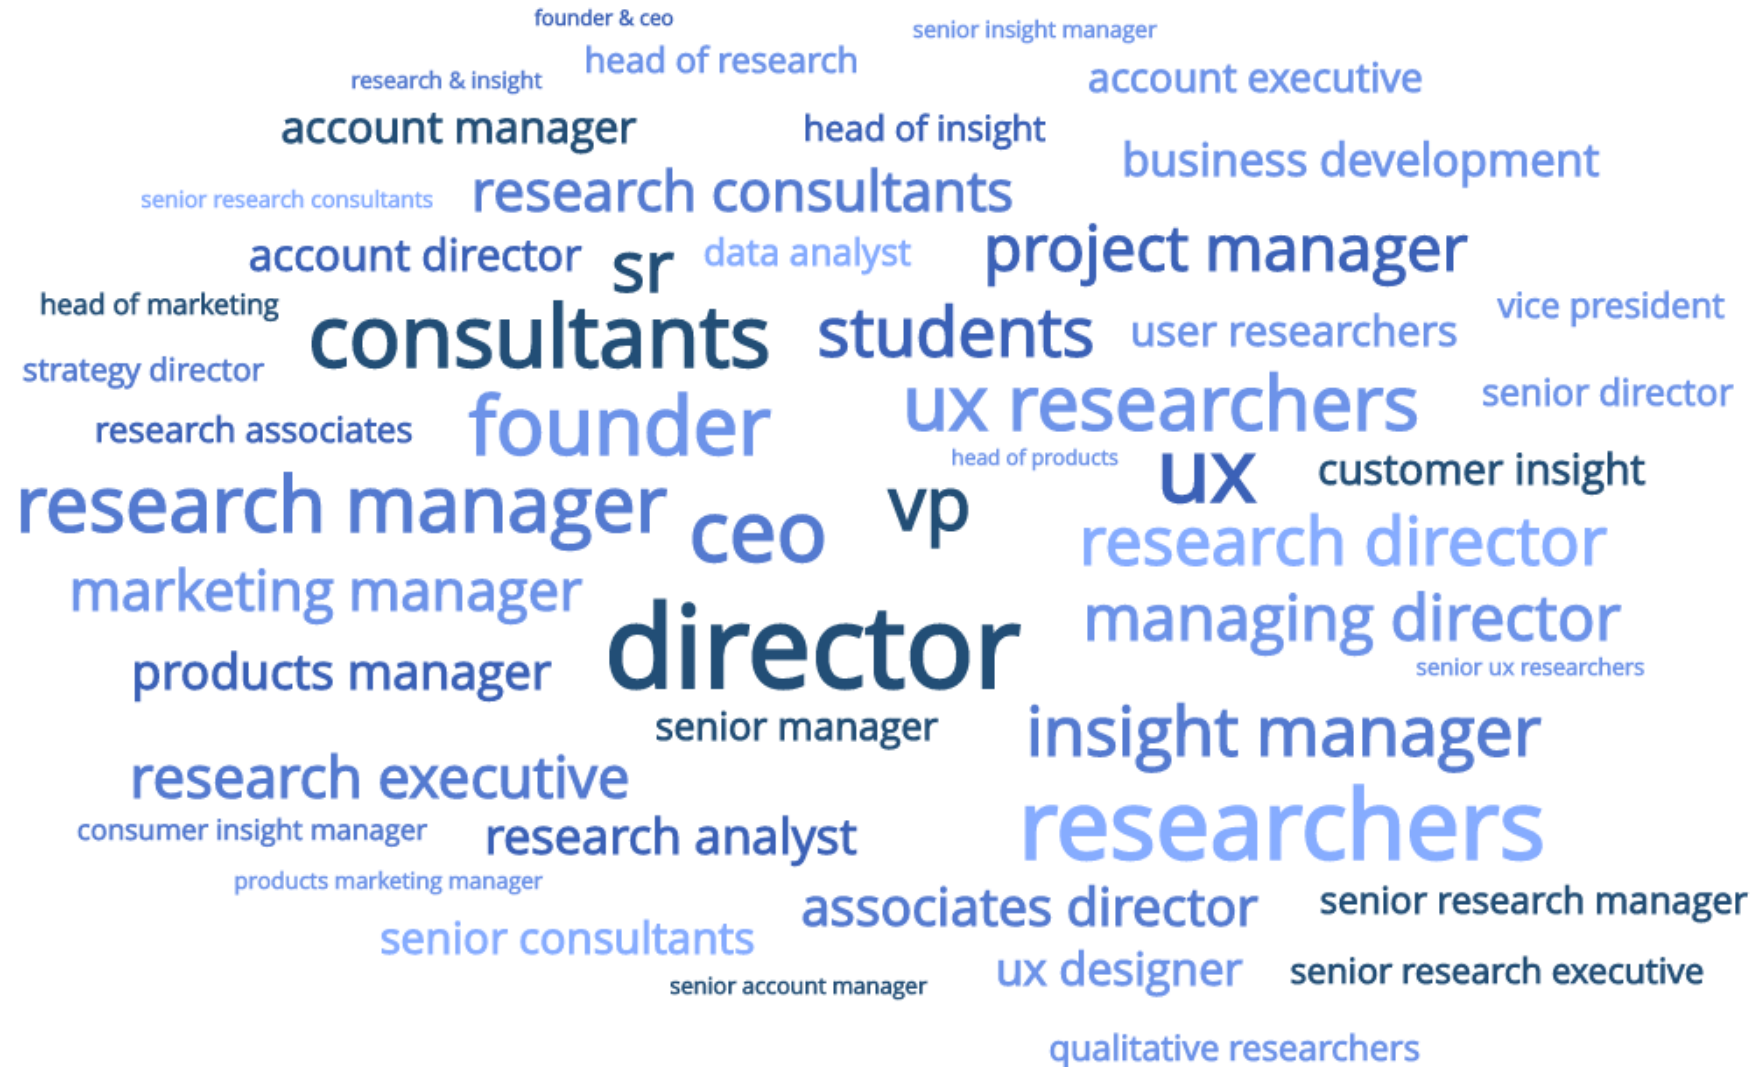 founder & ceo
senior insight manager
head of research
research & insight
account executive
account manager
head of insight
business development
senior research consultants
research consultants
account director
sr
data analyst
project manager
head of marketing
consultants
students
user researchers
vice president
strategy director
founder
ux researchers
senior director
research associates
head of products
ux
customer insight
research manager
ceo
vp
research director
marketing manager
director
managing director
products manager
senior ux researchers
senior manager
insight manager
research executive
researchers
consumer insight manager
research analyst
products marketing manager
associates director
senior research manager
senior consultants
senior account manager
ux designer
senior research executive
qualitative researchers